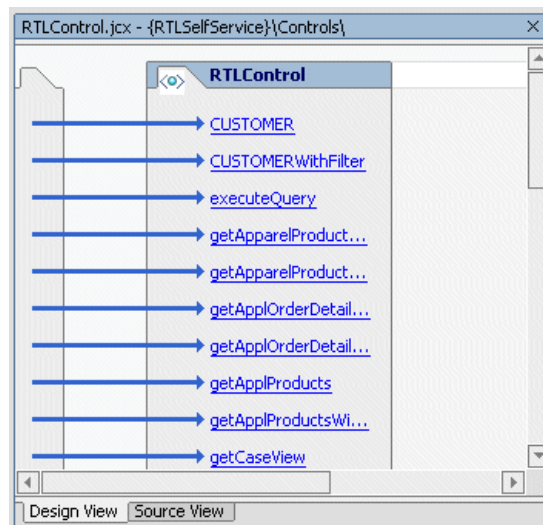 RTLControl.jcx - {RTLSelfService}\Controls\
RTLControl
CUSTOMER
CUSTOMERWithFilter
executeQuery
getApparelProduct...
getApparelProduct...
getApplOrderDetail...
getApplOrderDetail...
getApplProducts
getApplProductsWi...
getCaseView
Design View Source View